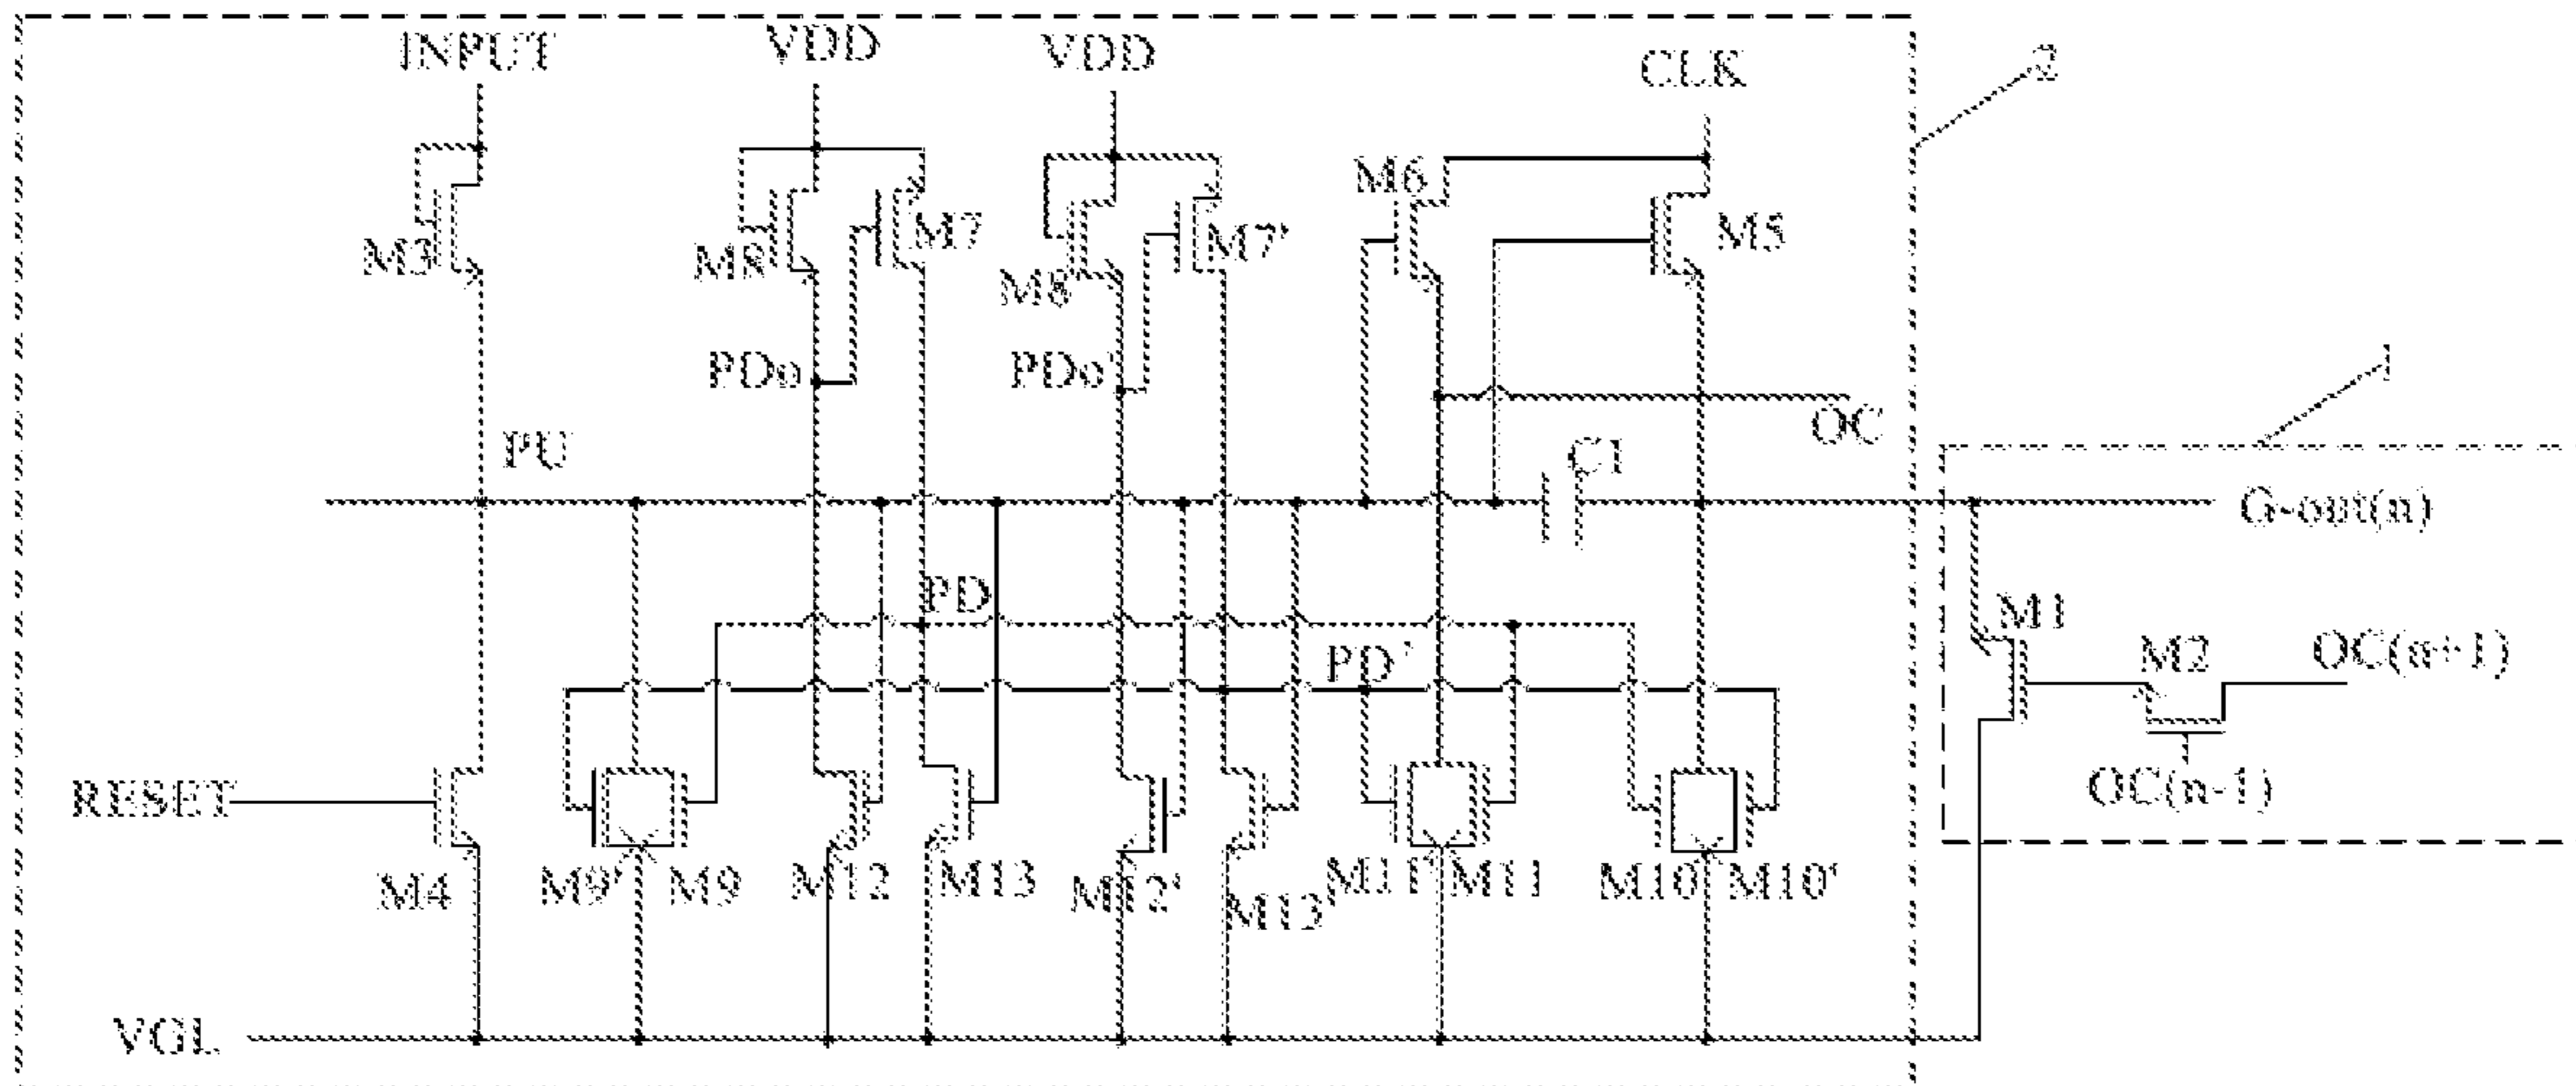 INPUT
VDD
VDD
CLK
2
M3
M8
M7
M8'
M7'
M6
M5
PDo
PDo'
OC
1
PU
C1
G-out(n)
PD
PD'
M1
M2
OC(n+1)
OC(n-1)
RESET
M4
M9'
M9
M12
M13
M12'
M13'
M11'
M11
M10
M10'
VGL